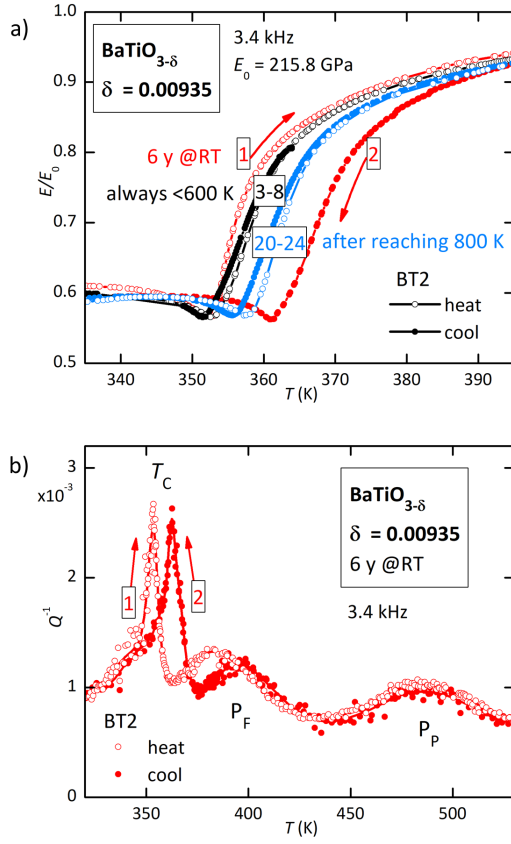 a)
1.0
0.9
0.8
0.7
0.6
0.5
E/E0
BaTiO3-δ
δ = 0.00935
3.4 kHz
E0 = 215.8 GPa
6 y @RT
1
2
always <600 K
3-8
20-24
after reaching 800 K
BT2
heat
cool
340 360 380
T (K)
b)
x10-3
3
2
1
0
Q-1
TC
BaTiO3-δ
δ = 0.00935
6 y @RT
3.4 kHz
1
2
PF
PP
BT2
heat
cool
350 400 450 500
T (K)